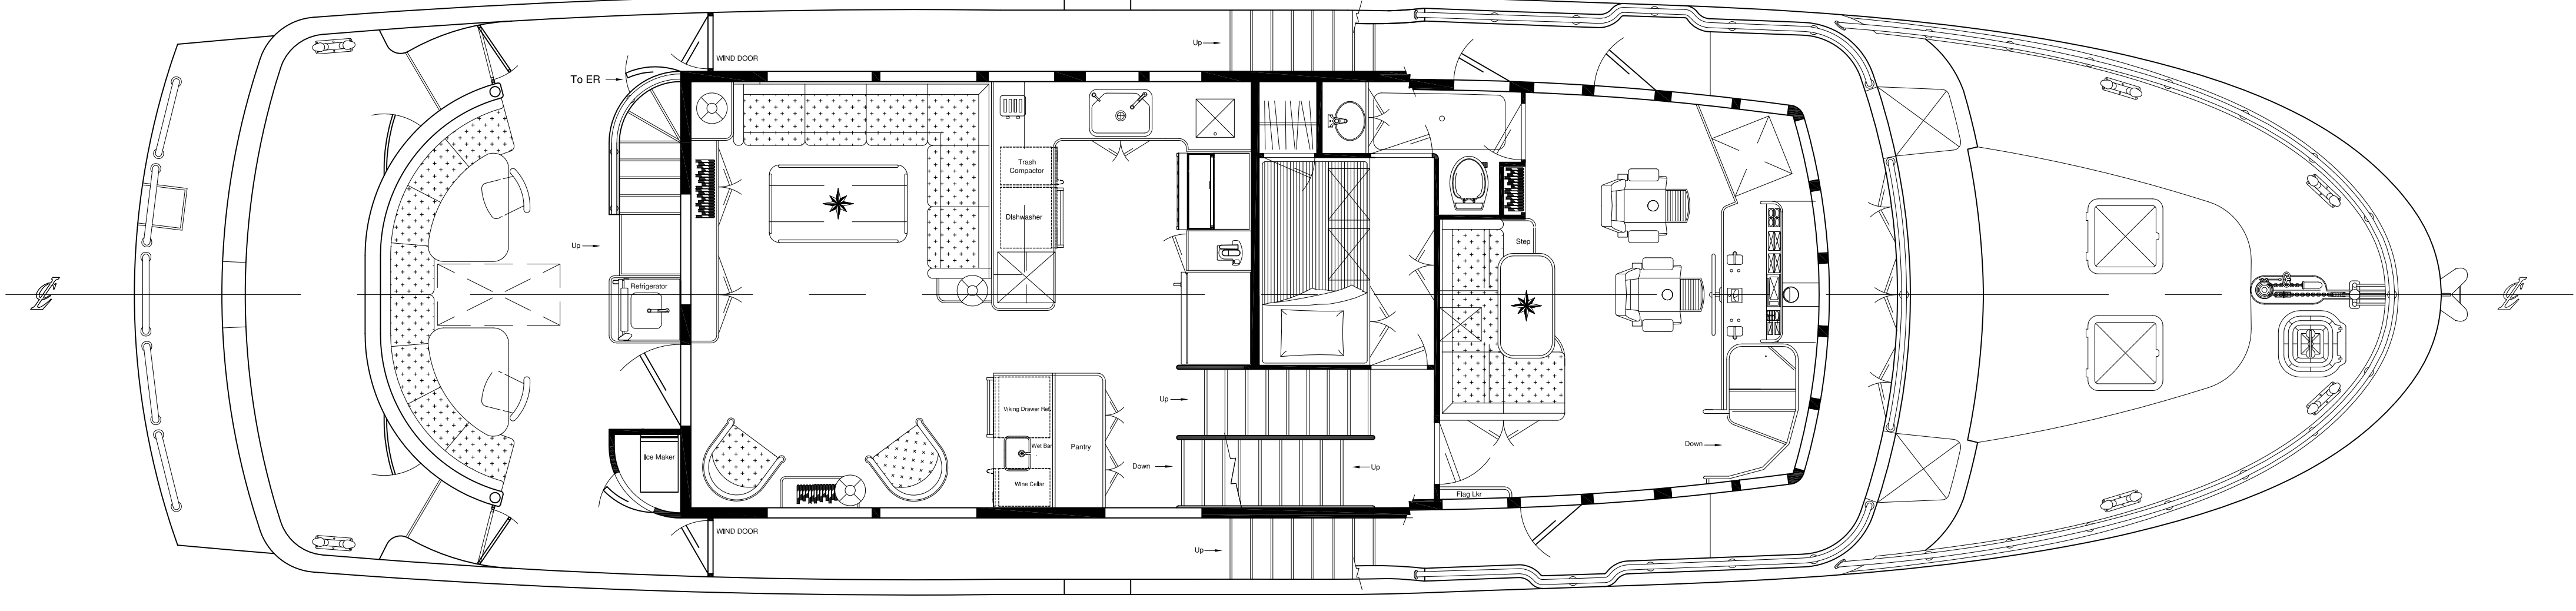 Up
WIND DOOR
To ER
Trash
Compactor
DIshwasher
Step
Up
Refrigerator
Up
Viking Drawer Ref.
Down
Wet Bar
Pantry
Ice Maker
Down
Up
Wine Cellar
Flag Lkr
WIND DOOR
Up